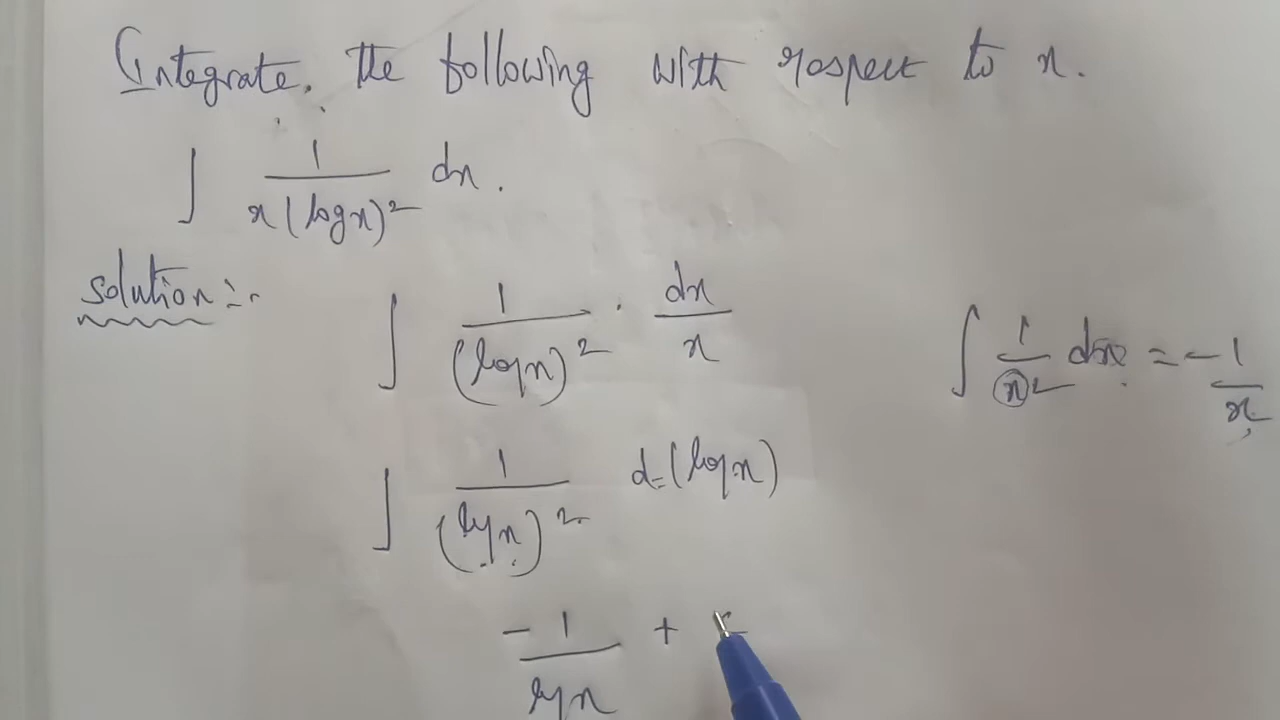 Integrate. the following with respect to x.
∫ 1/x(log x)² dx.
Solution:-
∫ 1/(log x)² · dx/x
∫ 1/x² dx = -1/x
∫ 1/(log x)² d(log x)
-1/log x +